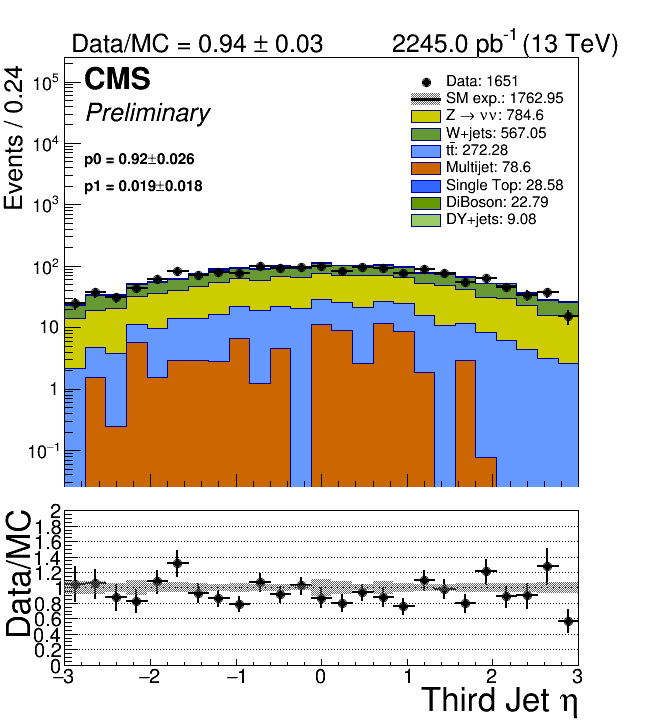 Data/MC = 0.94 ± 0.03 2245.0 pb⁻¹ (13 TeV)
CMS
Preliminary
p0 = 0.92±0.026
p1 = 0.019±0.018
Data: 1651
SM exp.: 1762.95
Z → νν: 784.6
W+jets: 567.05
tt̄: 272.28
Multijet: 78.6
Single Top: 28.58
DiBoson: 22.79
DY+jets: 9.08
Events / 0.24
10⁵
10⁴
10³
10²
10
1
10⁻¹
Data/MC
2
1.8
1.6
1.4
1.2
1
0.8
0.6
0.4
0.2
0
−3 −2 −1 0 1 2 3
Third Jet η